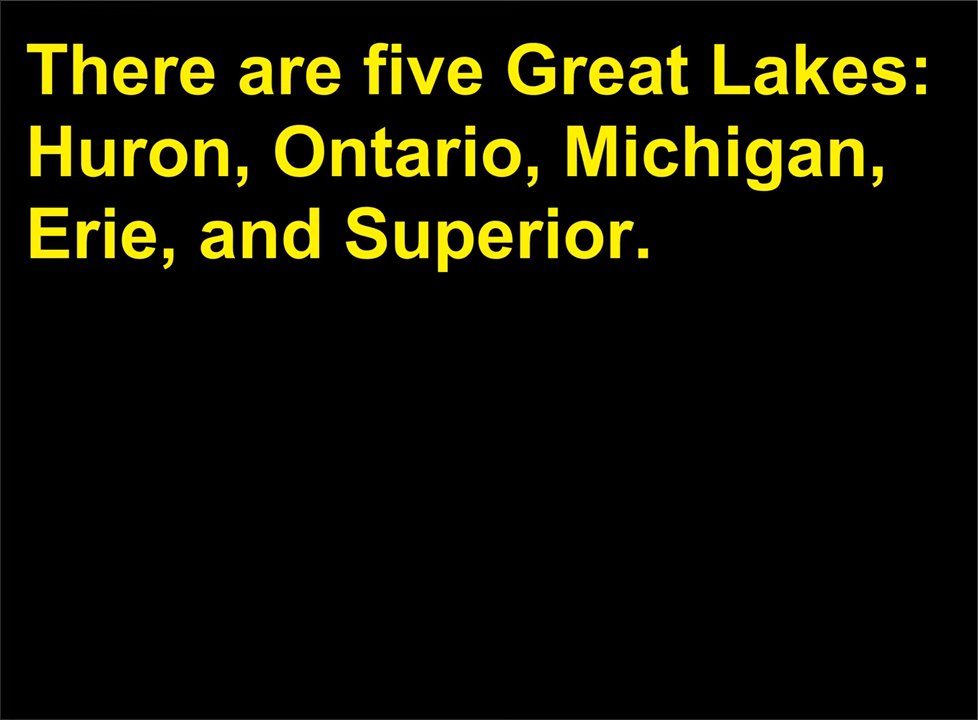 There are five Great Lakes:
Huron, Ontario, Michigan,
Erie, and Superior.